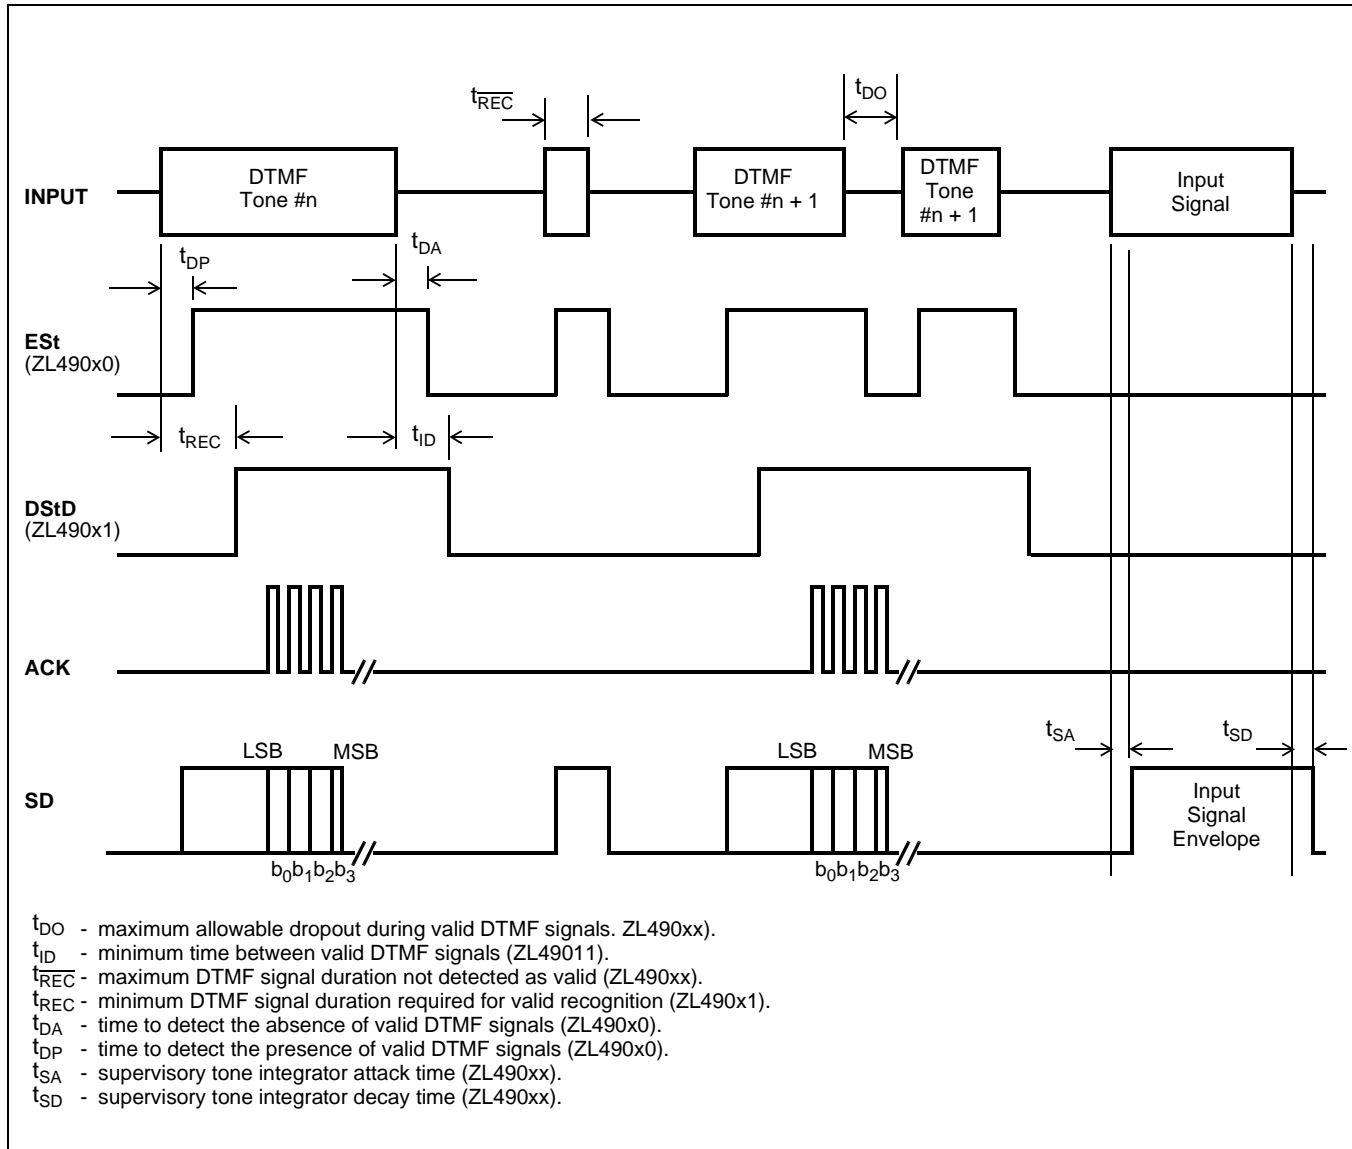 tREC
tDO
INPUT
DTMF
Tone #n
DTMF
Tone #n + 1
DTMF
Tone
#n + 1
Input
Signal
tDP
tDA
ESt
(ZL490x0)
tREC
tID
DStD
(ZL490x1)
ACK
tSA
tSD
LSB
MSB
LSB
MSB
SD
Input
Signal
Envelope
b0b1b2b3
b0b1b2b3
tDO - maximum allowable dropout during valid DTMF signals. ZL490xx).
tID - minimum time between valid DTMF signals (ZL49011).
tREC - maximum DTMF signal duration not detected as valid (ZL490xx).
tREC - minimum DTMF signal duration required for valid recognition (ZL490x1).
tDA - time to detect the absence of valid DTMF signals (ZL490x0).
tDP - time to detect the presence of valid DTMF signals (ZL490x0).
tSA - supervisory tone integrator attack time (ZL490xx).
tSD - supervisory tone integrator decay time (ZL490xx).